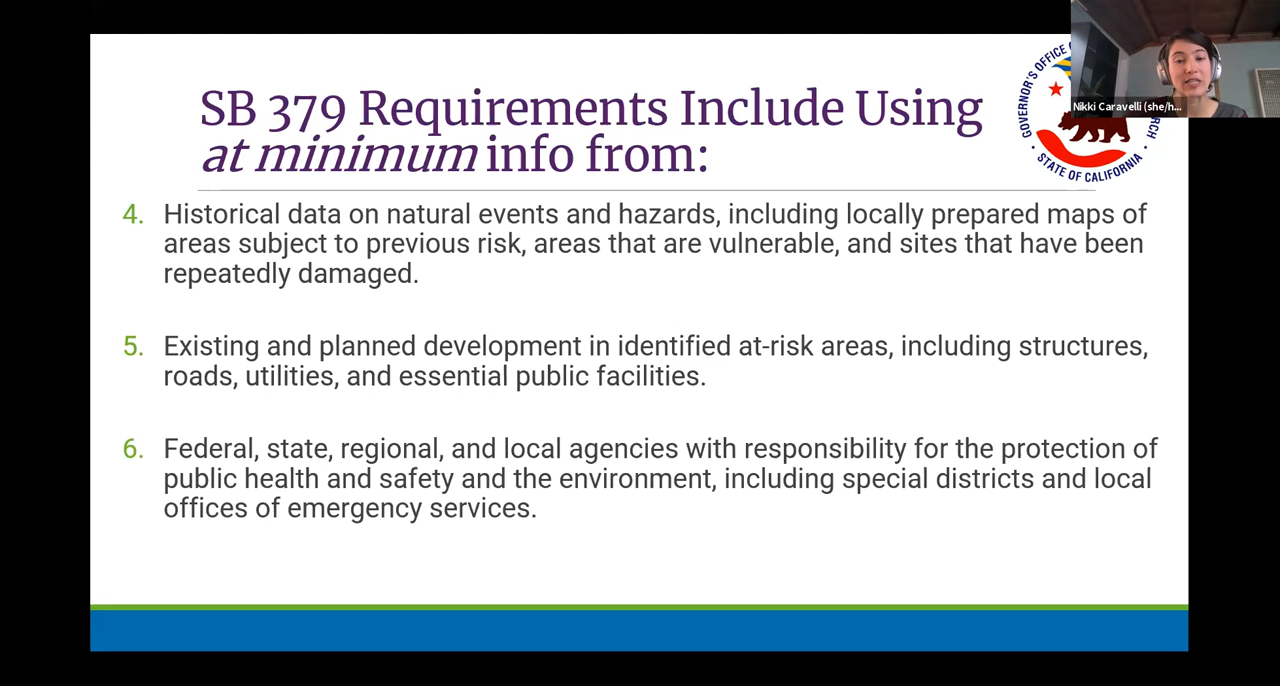 SB 379 Requirements Include Using
at minimum info from:
GOVERNOR'S OFFICE
STATE OF CALIFORNIA
Nikki Caravelli (she/h...
4. Historical data on natural events and hazards, including locally prepared maps of
areas subject to previous risk, areas that are vulnerable, and sites that have been
repeatedly damaged.
5. Existing and planned development in identified at-risk areas, including structures,
roads, utilities, and essential public facilities.
6. Federal, state, regional, and local agencies with responsibility for the protection of
public health and safety and the environment, including special districts and local
offices of emergency services.